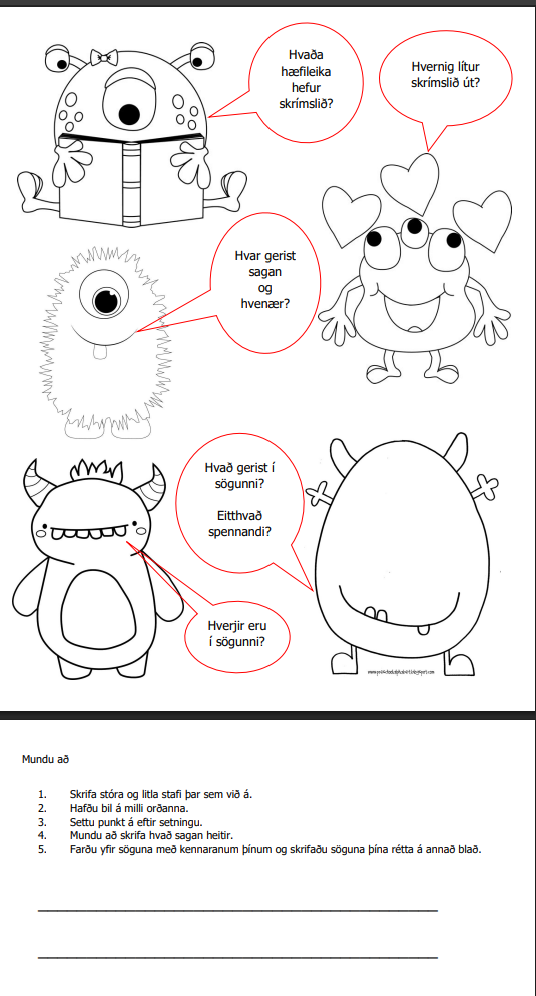 Hvaða
hæfileika
hefur
skrímslið?
Hvernig lítur
skrímslið út?
Hvar gerist
sagan
og
hvenær?
Hvað gerist í
sögunni?
Eitthvað
spennandi?
Hverjir eru
í sögunni?
Mundu að
1. Skrifa stóra og litla stafi þar sem við á.
2. Hafðu bil á milli orðanna.
3. Settu punkt á eftir setningu.
4. Mundu að skrifa hvað sagan heitir.
5. Farðu yfir söguna með kennaranum þínum og skrifaðu söguna þína rétta á annað blað.